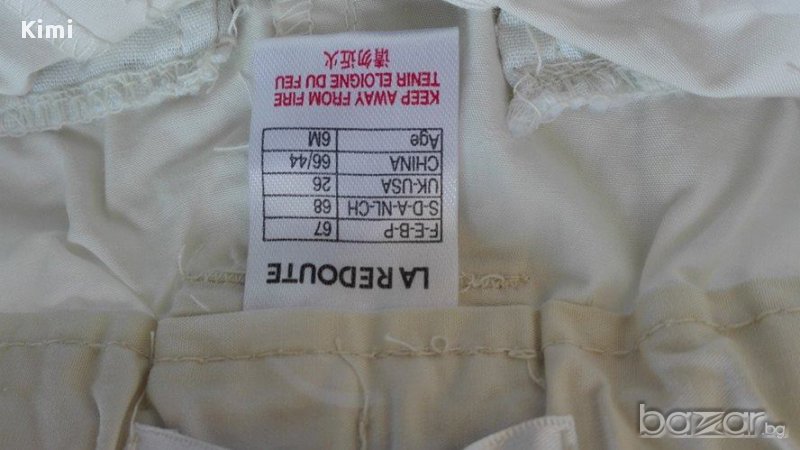 Kimi
LA REDOUTE
F-E-B-P 67
S-D-A-NL-CH 68
UK-USA 26
CHINA 66/44
Age 6M
KEEP AWAY FROM FIRE
TENIR ELOIGNE DU FEU
请勿近火
bazar.bg